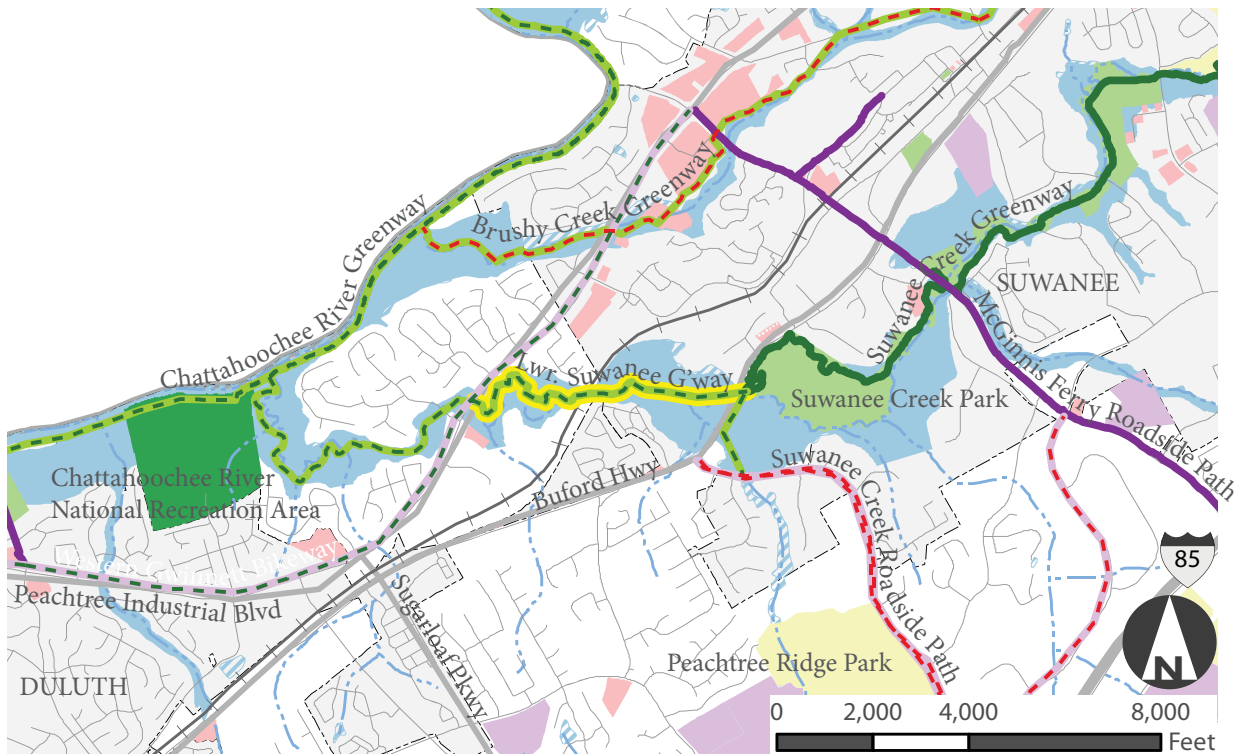 Brushy Creek Greenway
Chattahoochee River Greenway
Suwanee Creek Greenway
SUWANEE
McGinnis Ferry Roadside Path
Lwr. Suwanee G'way
Suwanee Creek Park
Chattahoochee River
National Recreation Area
Buford Hwy
Suwanee Creek Roadside Path
Western Gwinnett Bikeway
Peachtree Industrial Blvd
Sugarloaf Pkwy
85
N
Peachtree Ridge Park
DULUTH
0 2,000 4,000 8,000
Feet